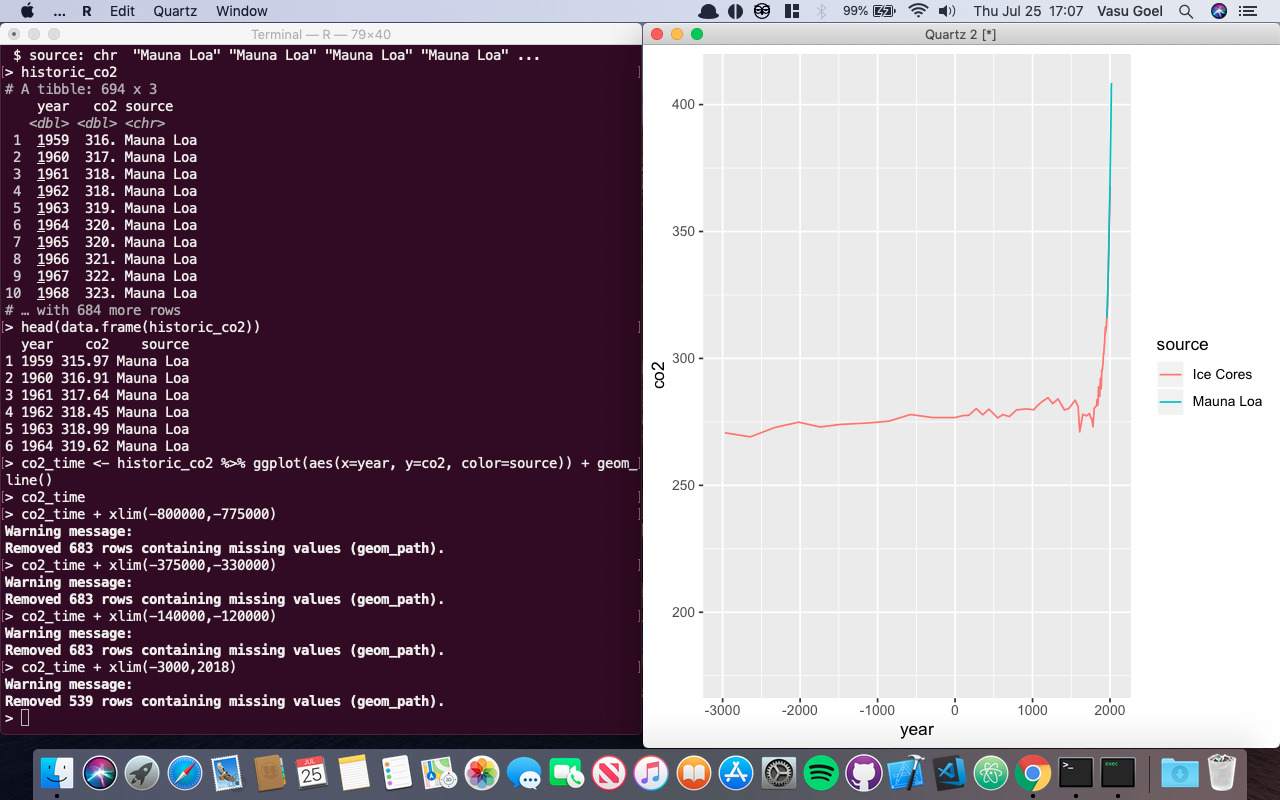 R Edit Quartz Window 99% Thu Jul 25 17:07 Vasu Goel
Terminal — R — 79×40
$ source: chr "Mauna Loa" "Mauna Loa" "Mauna Loa" "Mauna Loa" ...
> historic_co2
# A tibble: 694 x 3
year co2 source
<dbl> <dbl> <chr>
1 1959 316. Mauna Loa
2 1960 317. Mauna Loa
3 1961 318. Mauna Loa
4 1962 318. Mauna Loa
5 1963 319. Mauna Loa
6 1964 320. Mauna Loa
7 1965 320. Mauna Loa
8 1966 321. Mauna Loa
9 1967 322. Mauna Loa
10 1968 323. Mauna Loa
# … with 684 more rows
> head(data.frame(historic_co2))
year co2 source
1 1959 315.97 Mauna Loa
2 1960 316.91 Mauna Loa
3 1961 317.64 Mauna Loa
4 1962 318.45 Mauna Loa
5 1963 318.99 Mauna Loa
6 1964 319.62 Mauna Loa
> co2_time <- historic_co2 %>% ggplot(aes(x=year, y=co2, color=source)) + geom_
line()
> co2_time
> co2_time + xlim(-800000,-775000)
Warning message:
Removed 683 rows containing missing values (geom_path).
> co2_time + xlim(-375000,-330000)
Warning message:
Removed 683 rows containing missing values (geom_path).
> co2_time + xlim(-140000,-120000)
Warning message:
Removed 683 rows containing missing values (geom_path).
> co2_time + xlim(-3000,2018)
Warning message:
Removed 539 rows containing missing values (geom_path).
>
Quartz 2 [*]
400
350
300
250
200
co2
-3000 -2000 -1000 0 1000 2000
year
source
Ice Cores
Mauna Loa
JUL
25
>_
exec